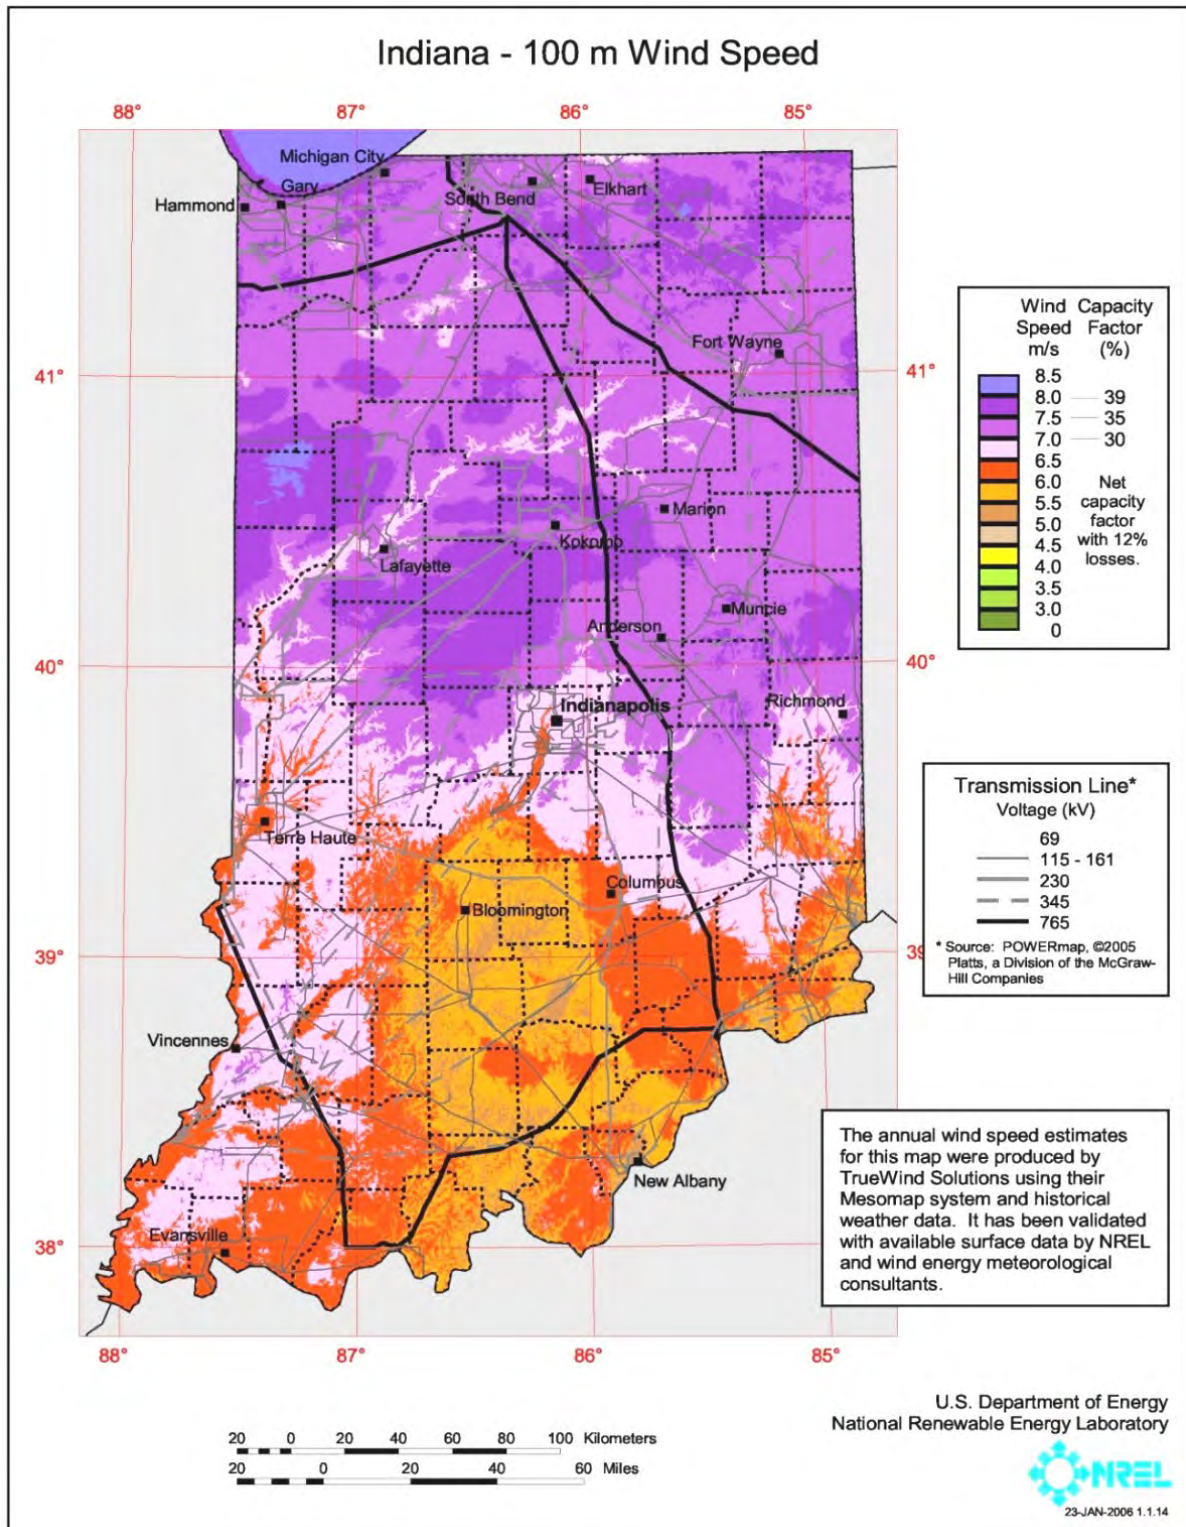 Indiana - 100 m Wind Speed
88°
87°
86°
85°
Michigan City
Gary
Hammond
South Bend
Elkhart
Fort Wayne
41°
41°
Marion
Kokomo
Lafayette
Muncie
Anderson
40°
40°
Indianapolis
Richmond
Terre Haute
Columbus
Bloomington
39°
39
Vincennes
New Albany
Evansville
38°
88°
87°
86°
85°
Wind Capacity
Speed Factor
m/s (%)
8.5
8.0 39
7.5 35
7.0 30
6.5
6.0
5.5
5.0
4.5
4.0
3.5
3.0
0
Net
capacity
factor
with 12%
losses.
Transmission Line*
Voltage (kV)
69
115 - 161
230
345
765
* Source: POWERmap, ©2005
Platts, a Division of the McGraw-
Hill Companies
The annual wind speed estimates
for this map were produced by
TrueWind Solutions using their
Mesomap system and historical
weather data. It has been validated
with available surface data by NREL
and wind energy meteorological
consultants.
20 0 20 40 60 80 100 Kilometers
20 0 20 40 60 Miles
U.S. Department of Energy
National Renewable Energy Laboratory
NREL
23-JAN-2006 1.1.14